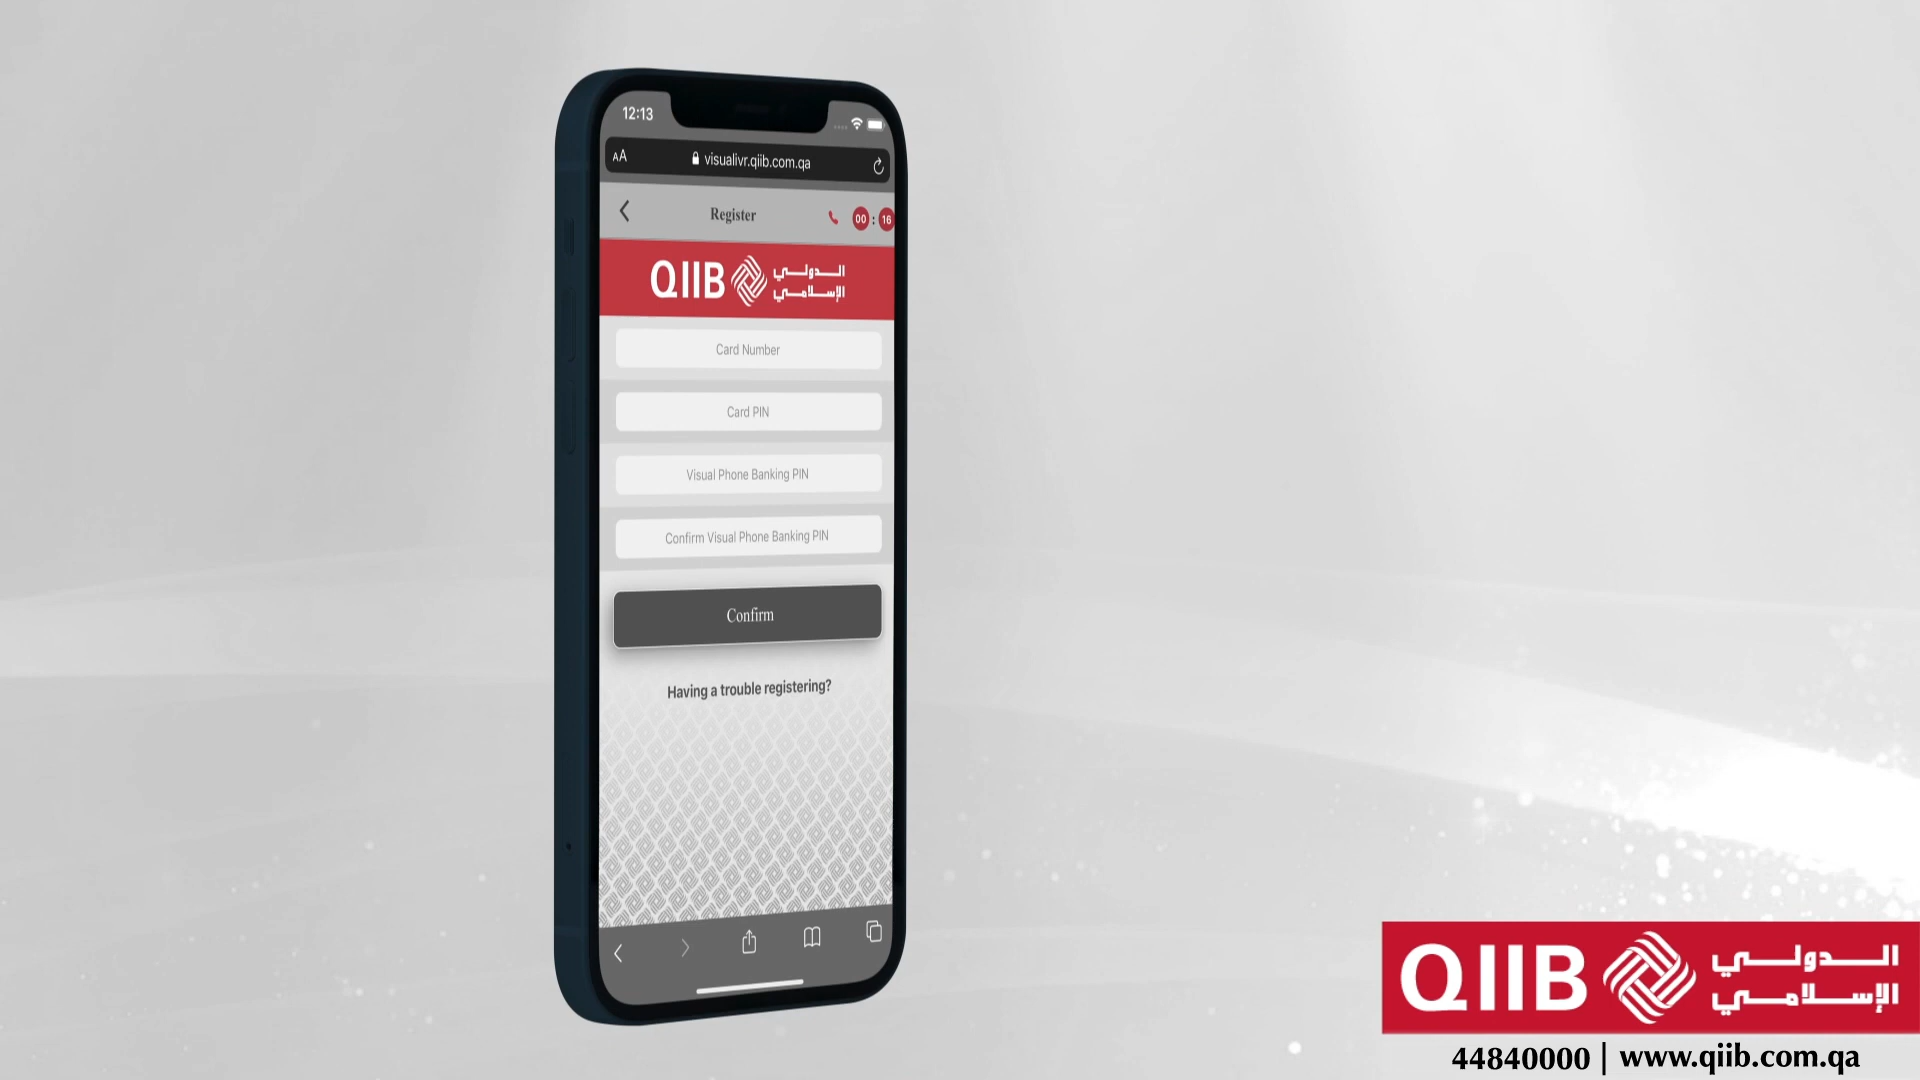 12:13
AA visualivr.qiib.com.qa
Register 00 : 16
QIIB الدولي
الإسلامي
Card Number
Card PIN
Visual Phone Banking PIN
Confirm Visual Phone Banking PIN
Confirm
Having a trouble registering?
QIIB الدولي
الإسلامي
44840000 | www.qiib.com.qa